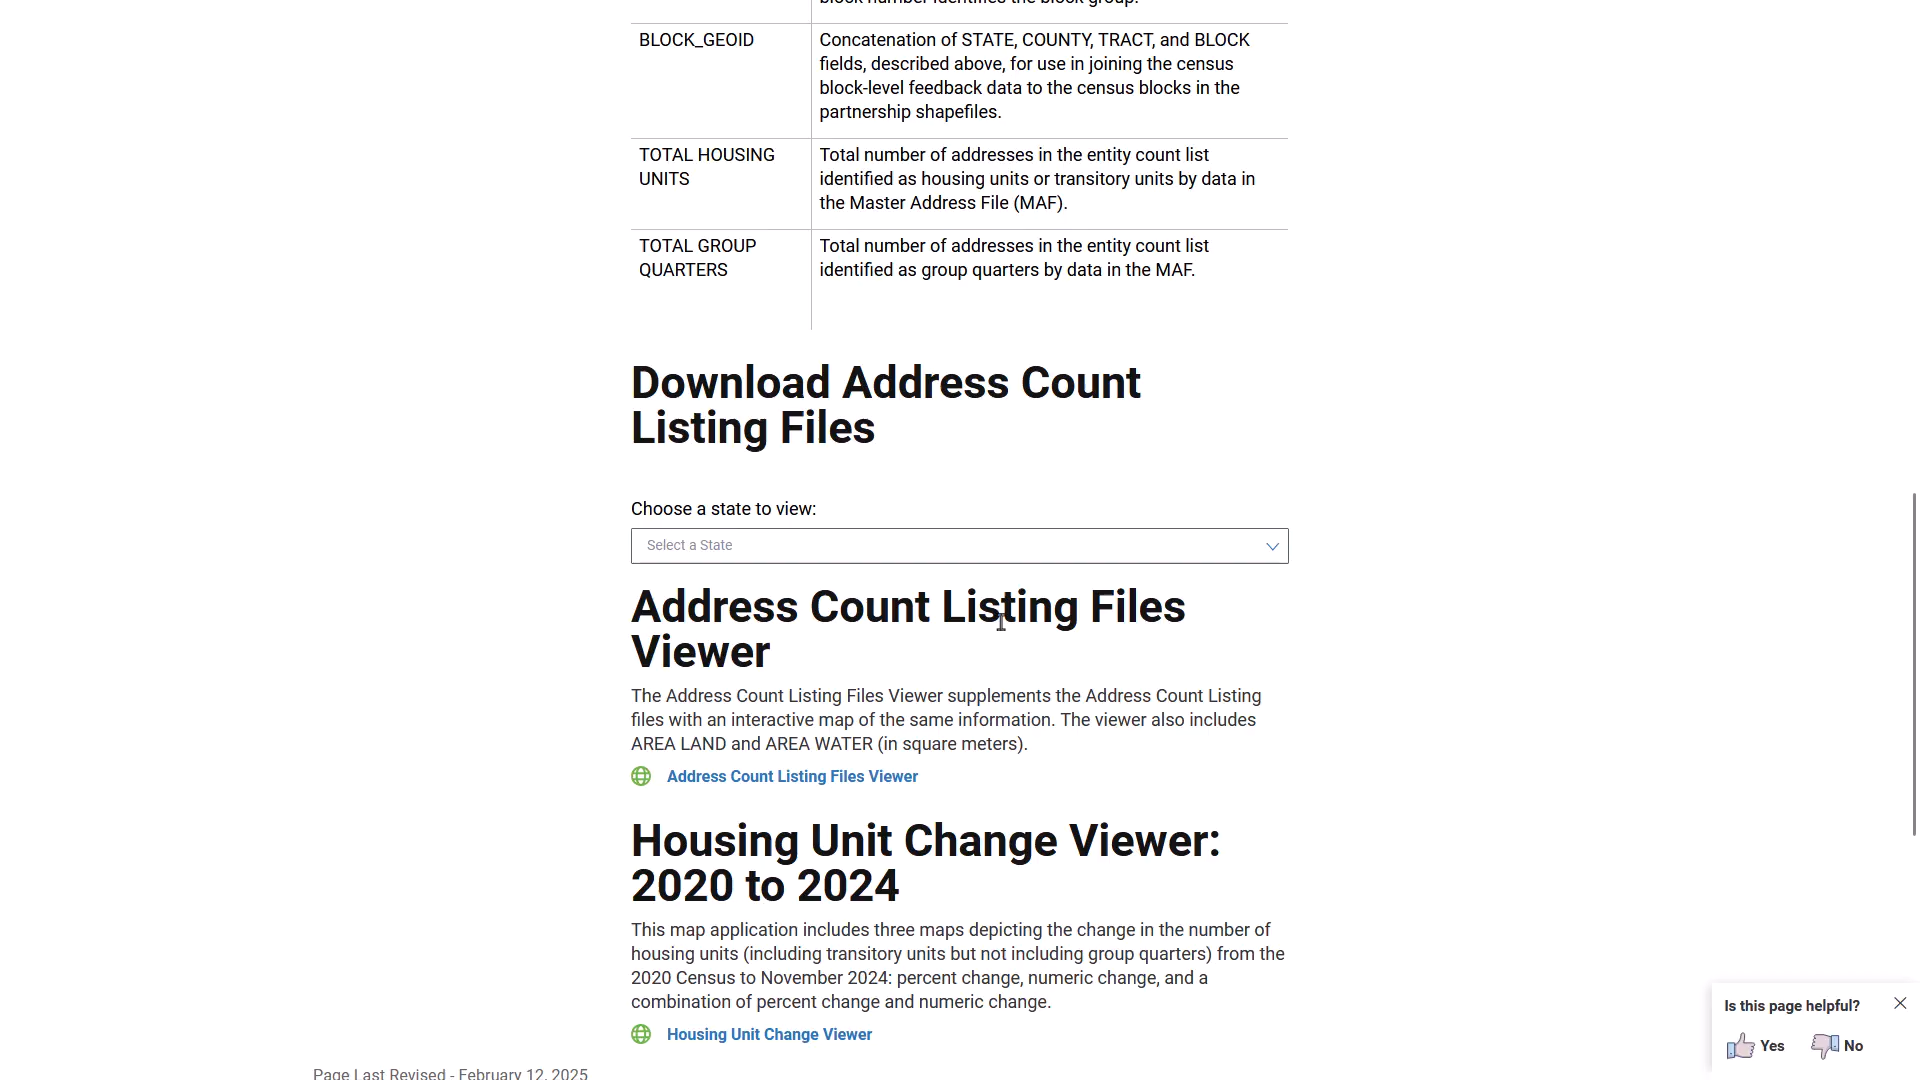 block number identifies the block group.
BLOCK_GEOID
Concatenation of STATE, COUNTY, TRACT, and BLOCK
fields, described above, for use in joining the census
block-level feedback data to the census blocks in the
partnership shapefiles.
TOTAL HOUSING
UNITS
Total number of addresses in the entity count list
identified as housing units or transitory units by data in
the Master Address File (MAF).
TOTAL GROUP
QUARTERS
Total number of addresses in the entity count list
identified as group quarters by data in the MAF.
Download Address Count
Listing Files
Choose a state to view:
Select a State
Address Count Listing Files
Viewer
The Address Count Listing Files Viewer supplements the Address Count Listing
files with an interactive map of the same information. The viewer also includes
AREA LAND and AREA WATER (in square meters).
Address Count Listing Files Viewer
Housing Unit Change Viewer:
2020 to 2024
This map application includes three maps depicting the change in the number of
housing units (including transitory units but not including group quarters) from the
2020 Census to November 2024: percent change, numeric change, and a
combination of percent change and numeric change.
Housing Unit Change Viewer
Is this page helpful?
Yes
No
Page Last Revised - February 12, 2025